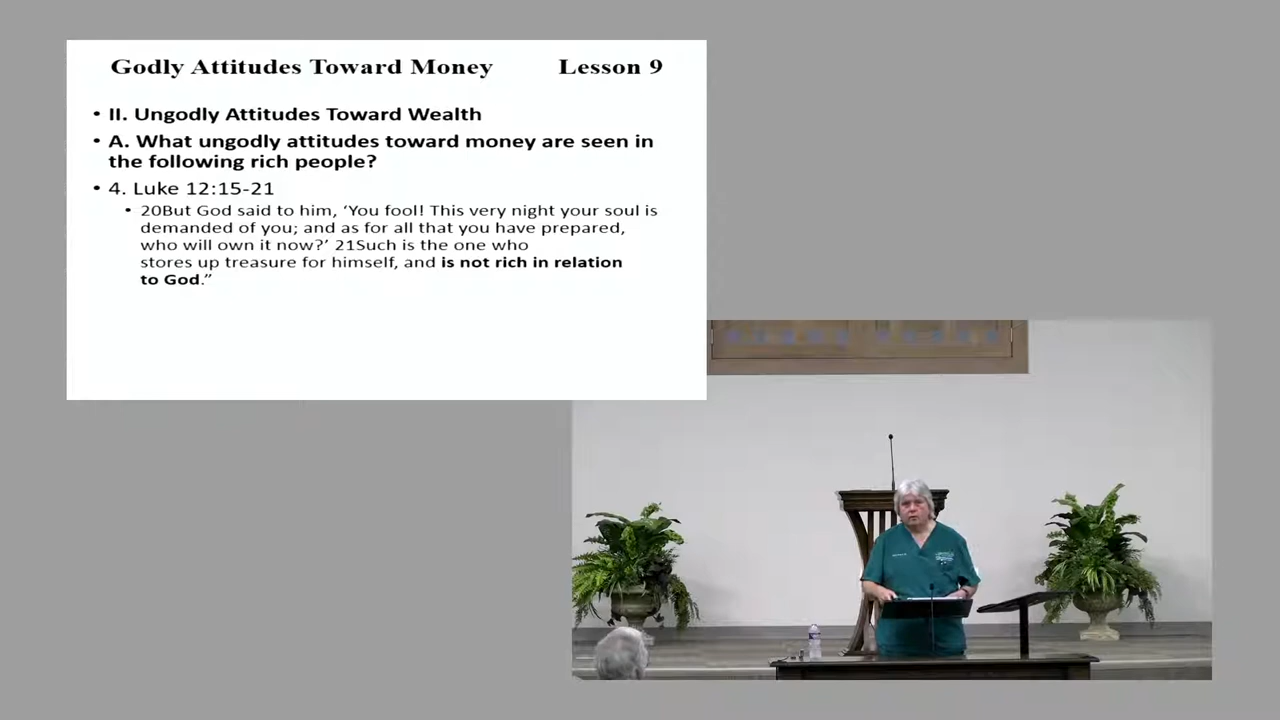 Godly Attitudes Toward Money Lesson 9
• II. Ungodly Attitudes Toward Wealth
• A. What ungodly attitudes toward money are seen in
the following rich people?
• 4. Luke 12:15-21
• 20But God said to him, ‘You fool! This very night your soul is
demanded of you; and as for all that you have prepared,
who will own it now?’ 21Such is the one who
stores up treasure for himself, and is not rich in relation
to God.”